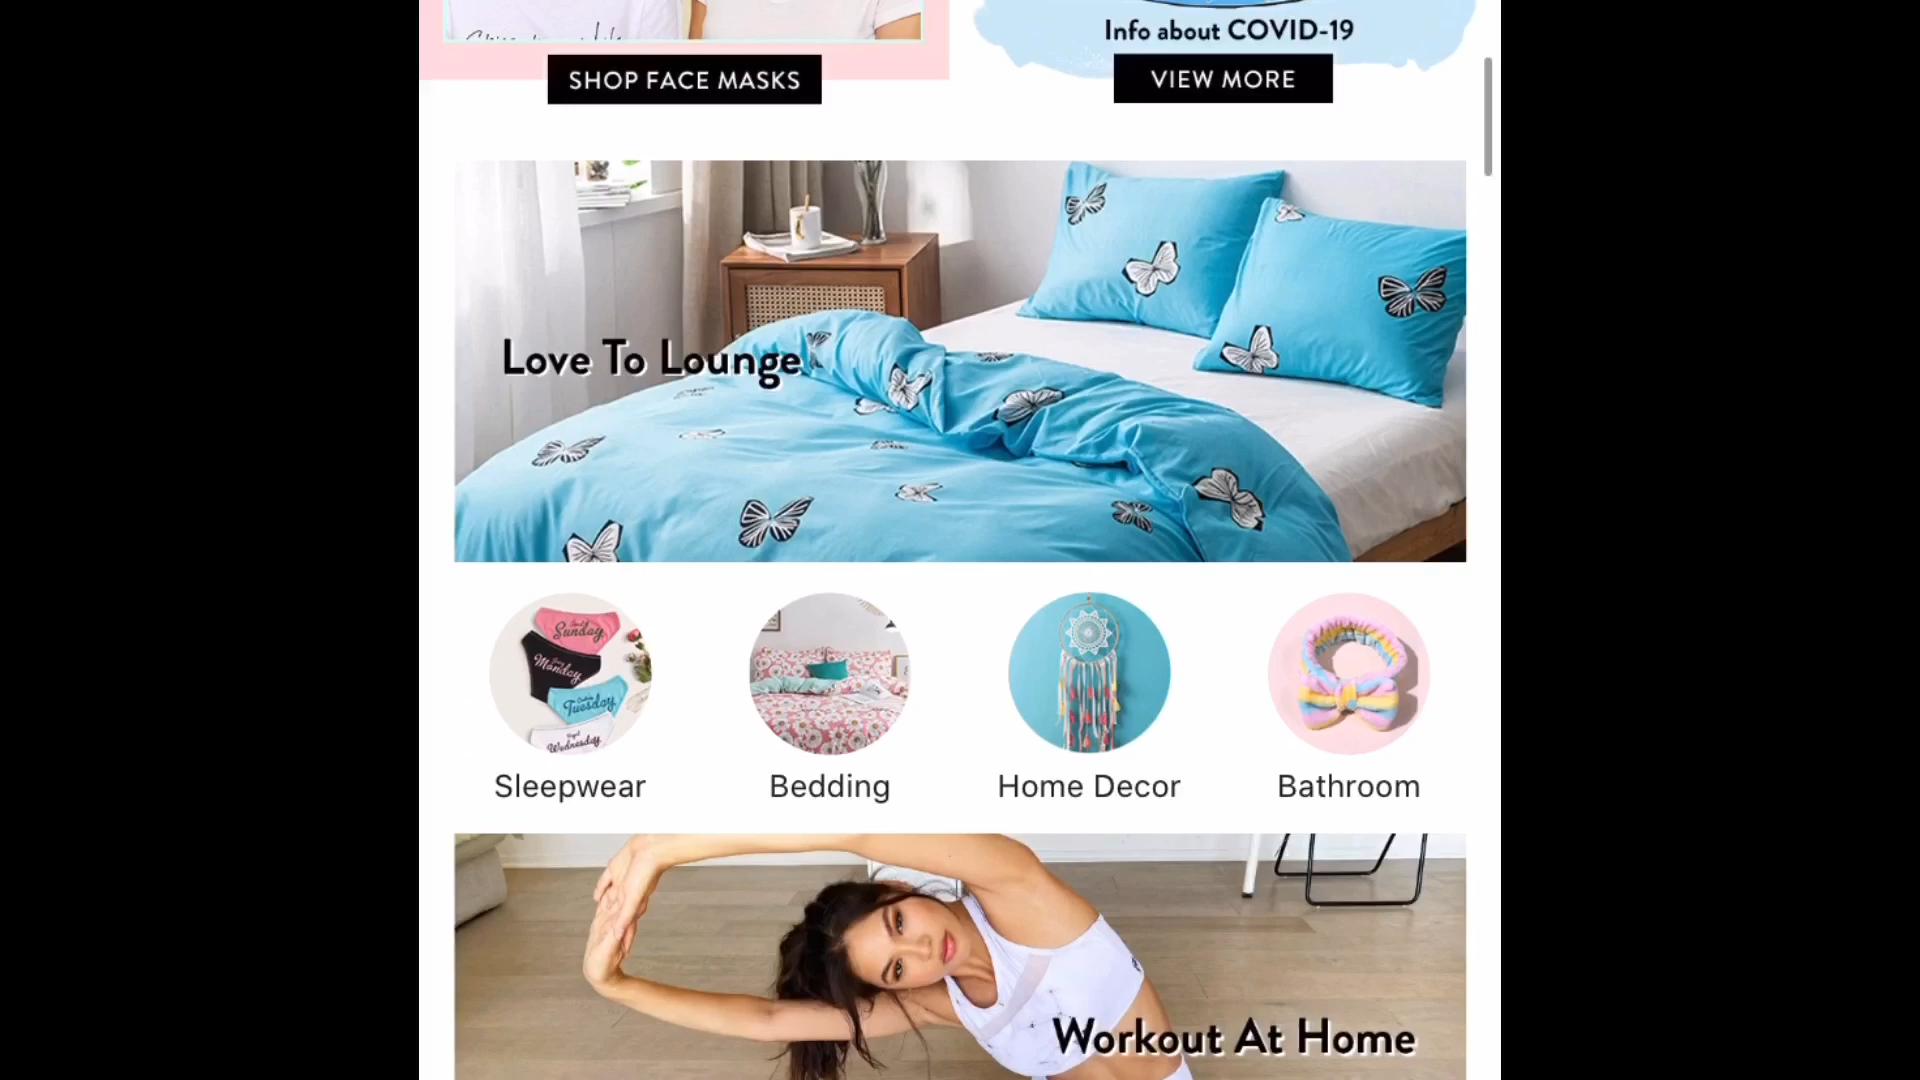 Info about COVID-19
SHOP FACE MASKS
VIEW MORE
Love To Lounge
Sunday
Monday
Tuesday
Wednesday
Sleepwear
Bedding
Home Decor
Bathroom
Workout At Home